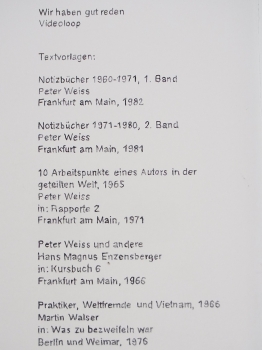 Wir haben gut reden
Videoloop
Textvorlagen:
Notizbücher 1960-1971, 1. Band
Peter Weiss
Frankfurt am Main, 1982
Notizbücher 1971-1980, 2. Band
Peter Weiss
Frankfurt am Main, 1981
10 Arbeitspunkte eines Autors in der
geteilten Welt, 1965
Peter Weiss
in: Rapporte 2
Frankfurt am Main, 1971
Peter Weiss und andere
Hans Magnus Enzensberger
in: Kursbuch 6
Frankfurt am Main, 1966
Praktiker, Weltfremde und Vietnam, 1966
Martin Walser
in: Was zu bezweifeln war
Berlin und Weimar, 1976